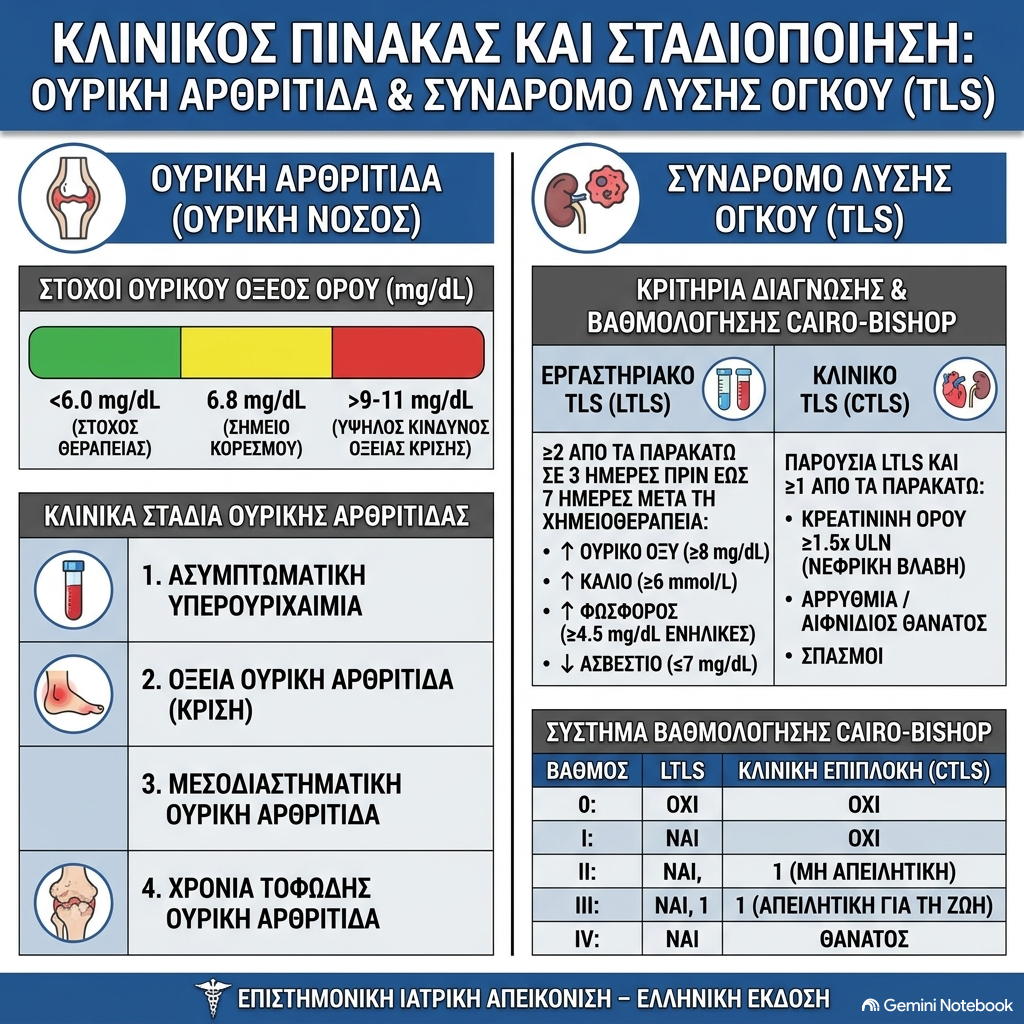 ΚΛΙΝΙΚΟΣ ΠΙΝΑΚΑΣ ΚΑΙ ΣΤΑΔΙΟΠΟΙΗΣΗ:
ΟΥΡΙΚΗ ΑΡΘΡΙΤΙΔΑ & ΣΥΝΔΡΟΜΟ ΛΥΣΗΣ ΟΓΚΟΥ (TLS)
ΟΥΡΙΚΗ ΑΡΘΡΙΤΙΔΑ
(ΟΥΡΙΚΗ ΝΟΣΟΣ)
ΣΤΟΧΟΙ ΟΥΡΙΚΟΥ ΟΞΕΟΣ ΟΡΟΥ (mg/dL)
<6.0 mg/dL
(ΣΤΟΧΟΣ
ΘΕΡΑΠΕΙΑΣ)
6.8 mg/dL
(ΣΗΜΕΙΟ
ΚΟΡΕΣΜΟΥ)
>9-11 mg/dL
(ΥΨΗΛΟΣ ΚΙΝΔΥΝΟΣ
ΟΞΕΙΑΣ ΚΡΙΣΗΣ)
ΚΛΙΝΙΚΑ ΣΤΑΔΙΑ ΟΥΡΙΚΗΣ ΑΡΘΡΙΤΙΔΑΣ
1. ΑΣΥΜΠΤΩΜΑΤΙΚΗ
ΥΠΕΡΟΥΡΙΧΑΙΜΙΑ
2. ΟΞΕΙΑ ΟΥΡΙΚΗ ΑΡΘΡΙΤΙΔΑ
(ΚΡΙΣΗ)
3. ΜΕΣΟΔΙΑΣΤΗΜΑΤΙΚΗ
ΟΥΡΙΚΗ ΑΡΘΡΙΤΙΔΑ
4. ΧΡΟΝΙΑ ΤΟΦΩΔΗΣ
ΟΥΡΙΚΗ ΑΡΘΡΙΤΙΔΑ
ΣΥΝΔΡΟΜΟ ΛΥΣΗΣ
ΟΓΚΟΥ (TLS)
ΚΡΙΤΗΡΙΑ ΔΙΑΓΝΩΣΗΣ &
ΒΑΘΜΟΛΟΓΗΣΗΣ CAIRO-BISHOP
ΕΡΓΑΣΤΗΡΙΑΚΟ
TLS (LTLS)
≥2 ΑΠΟ ΤΑ ΠΑΡΑΚΑΤΩ
ΣΕ 3 ΗΜΕΡΕΣ ΠΡΙΝ ΕΩΣ
7 ΗΜΕΡΕΣ ΜΕΤΑ ΤΗ
ΧΗΜΕΙΟΘΕΡΑΠΕΙΑ:
• ↑ ΟΥΡΙΚΟ ΟΞΥ (≥8 mg/dL)
• ↑ ΚΑΛΙΟ (≥6 mmol/L)
• ↑ ΦΩΣΦΟΡΟΣ
(≥4.5 mg/dL ΕΝΗΛΙΚΕΣ)
• ↓ ΑΣΒΕΣΤΙΟ (≤7 mg/dL)
ΚΛΙΝΙΚΟ
TLS (CTLS)
ΠΑΡΟΥΣΙΑ LTLS ΚΑΙ
≥1 ΑΠΟ ΤΑ ΠΑΡΑΚΑΤΩ:
• ΚΡΕΑΤΙΝΙΝΗ ΟΡΟΥ
≥1.5x ULN
(ΝΕΦΡΙΚΗ ΒΛΑΒΗ)
• ΑΡΡΥΘΜΙΑ /
ΑΙΦΝΙΔΙΟΣ ΘΑΝΑΤΟΣ
• ΣΠΑΣΜΟΙ
ΣΥΣΤΗΜΑ ΒΑΘΜΟΛΟΓΗΣΗΣ CAIRO-BISHOP
ΒΑΘΜΟΣ LTLS ΚΛΙΝΙΚΗ ΕΠΙΠΛΟΚΗ (CTLS)
0: ΟΧΙ ΟΧΙ
I: ΝΑΙ ΟΧΙ
II: ΝΑΙ, 1 (ΜΗ ΑΠΕΙΛΗΤΙΚΗ)
III: ΝΑΙ, 1 1 (ΑΠΕΙΛΗΤΙΚΗ ΓΙΑ ΤΗ ΖΩΗ)
IV: ΝΑΙ ΘΑΝΑΤΟΣ
ΕΠΙΣΤΗΜΟΝΙΚΗ ΙΑΤΡΙΚΗ ΑΠΕΙΚΟΝΙΣΗ – ΕΛΛΗΝΙΚΗ ΕΚΔΟΣΗ
Gemini Notebook